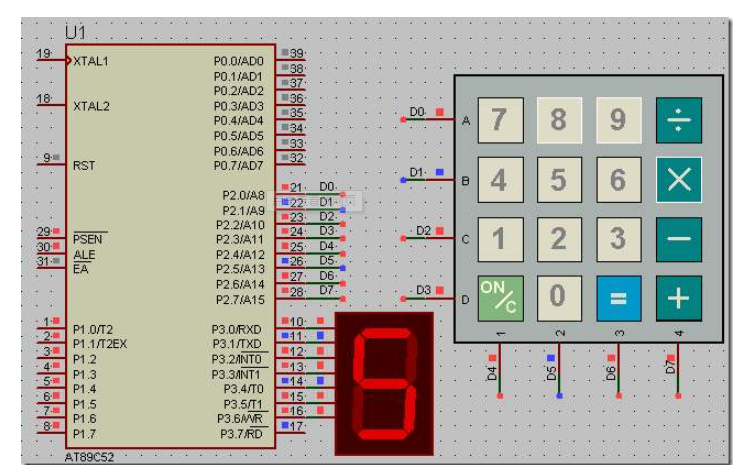 U1
19 XTAL1 P0.0/AD0 39
P0.1/AD1 38
P0.2/AD2 37
18 XTAL2 P0.3/AD3 36
P0.4/AD4 35
P0.5/AD5 34
P0.6/AD6 33
9 RST P0.7/AD7 32
P2.0/A8 21 D0
P2.1/A9 22 D1
P2.2/A10 23 D2
29 PSEN P2.3/A11 24 D3
30 ALE P2.4/A12 25 D4
31 EA P2.5/A13 26 D5
P2.6/A14 27 D6
P2.7/A15 28 D7
1 P1.0/T2 P3.0/RXD 10
2 P1.1/T2EX P3.1/TXD 11
3 P1.2 P3.2/INT0 12
4 P1.3 P3.3/INT1 13
5 P1.4 P3.4/T0 14
6 P1.5 P3.5/T1 15
7 P1.6 P3.6/WR 16
8 P1.7 P3.7/RD 17
AT89C52
5
D0 A 7 8 9 ÷
D1 B 4 5 6 ×
D2 C 1 2 3 −
D3 D ON/C 0 = +
1 2 3 4
D4 D5 D6 D7